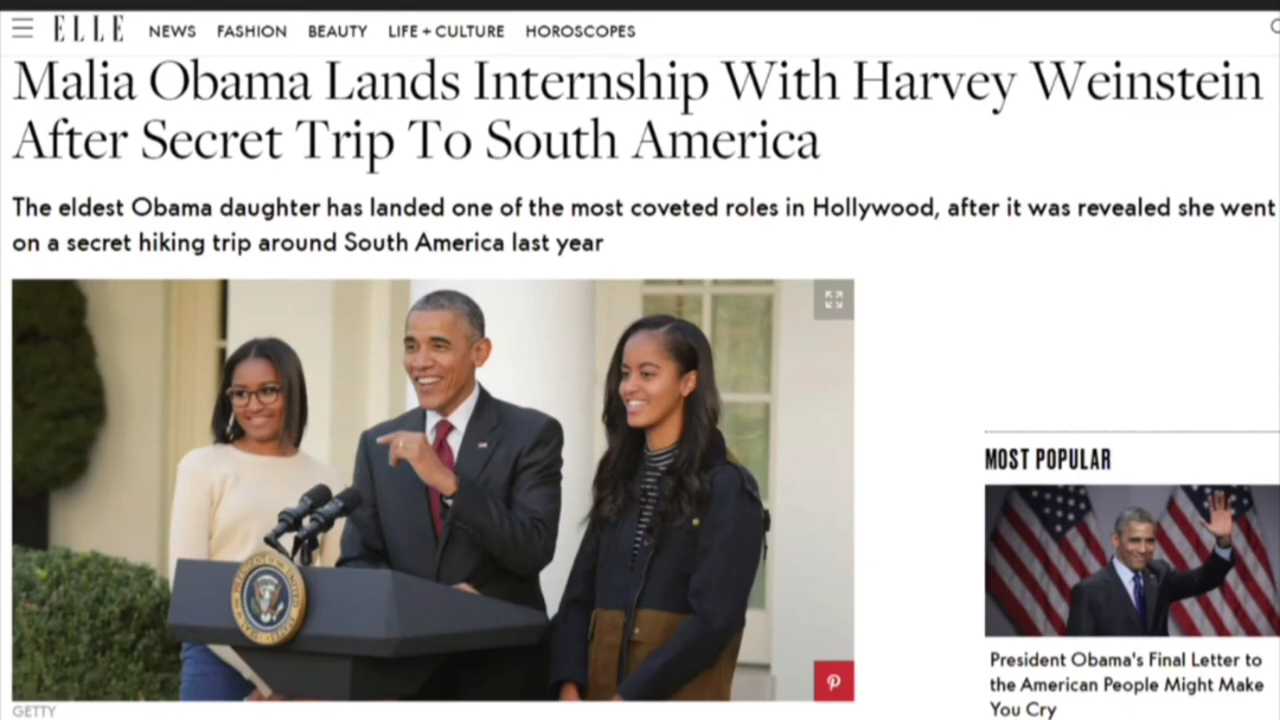 ELLE NEWS FASHION BEAUTY LIFE + CULTURE HOROSCOPES
Malia Obama Lands Internship With Harvey Weinstein
After Secret Trip To South America
The eldest Obama daughter has landed one of the most coveted roles in Hollywood, after it was revealed she went
on a secret hiking trip around South America last year
GETTY
MOST POPULAR
President Obama's Final Letter to
the American People Might Make
You Cry